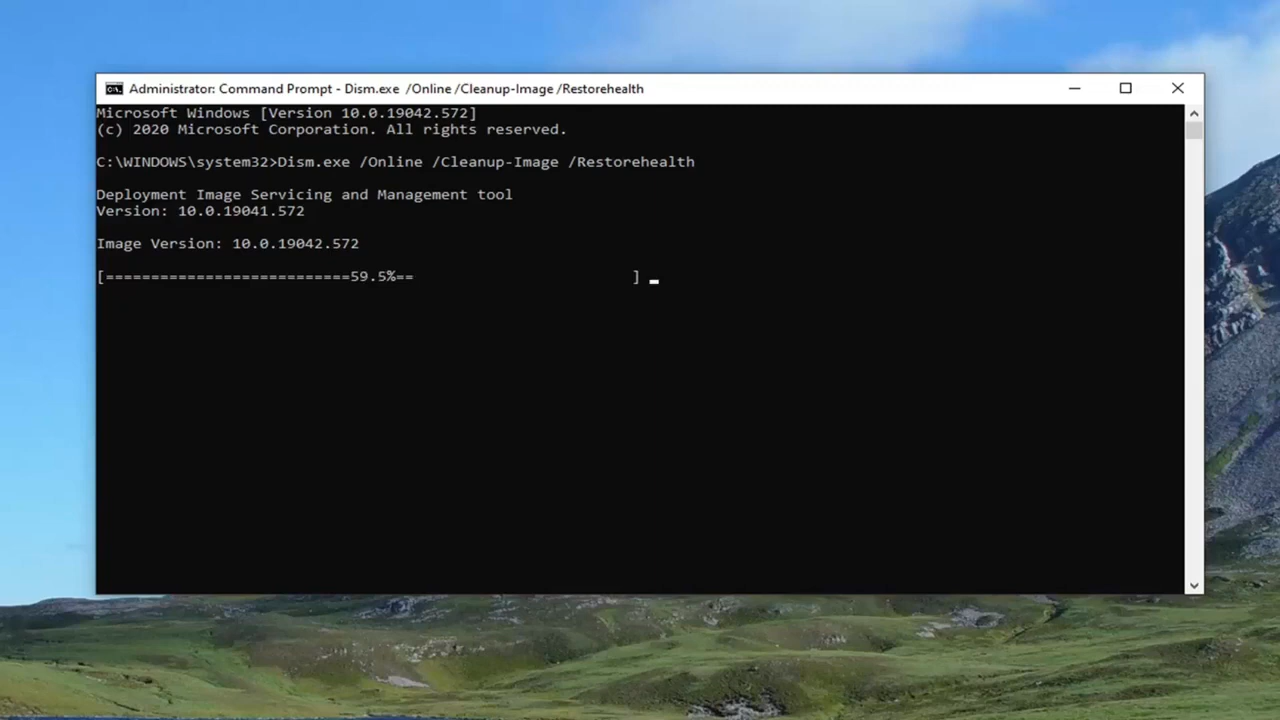 Administrator: Command Prompt - Dism.exe  /Online /Cleanup-Image /Restorehealth
Microsoft Windows [Version 10.0.19042.572]
(c) 2020 Microsoft Corporation. All rights reserved.
C:\WINDOWS\system32>Dism.exe /Online /Cleanup-Image /Restorehealth
Deployment Image Servicing and Management tool
Version: 10.0.19041.572
Image Version: 10.0.19042.572
[===========================59.5%==                        ]